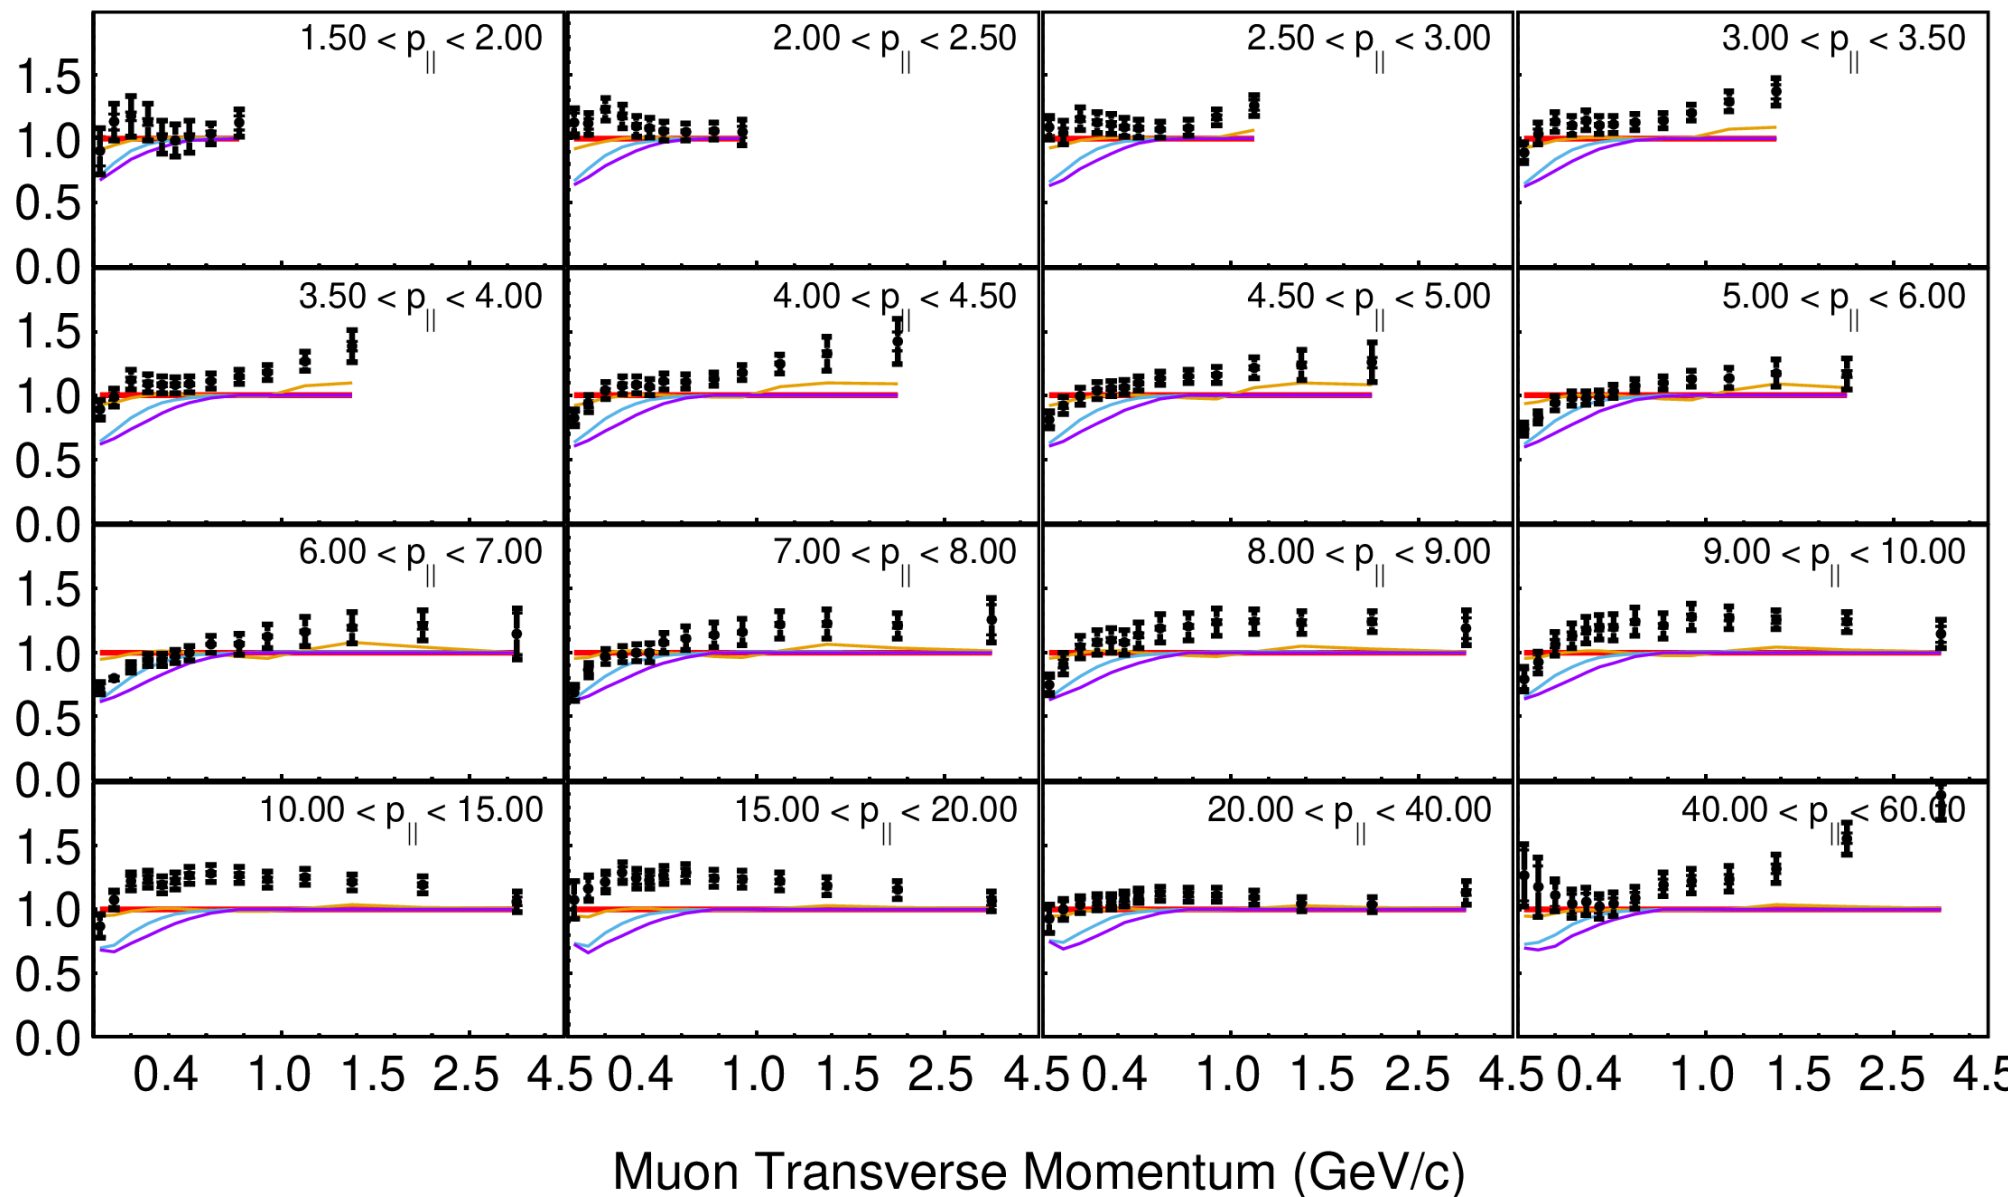 1.50 < p|| < 2.00
2.00 < p|| < 2.50
2.50 < p|| < 3.00
3.00 < p|| < 3.50
1.5
1.0
0.5
0.0
3.50 < p|| < 4.00
4.00 < p|| < 4.50
4.50 < p|| < 5.00
5.00 < p|| < 6.00
1.5
1.0
0.5
0.0
6.00 < p|| < 7.00
7.00 < p|| < 8.00
8.00 < p|| < 9.00
9.00 < p|| < 10.00
1.5
1.0
0.5
0.0
10.00 < p|| < 15.00
15.00 < p|| < 20.00
20.00 < p|| < 40.00
40.00 < p|| < 60.00
1.5
1.0
0.5
0.0
0.4 1.0 1.5 2.5 4.5 0.4 1.0 1.5 2.5 4.5 0.4 1.0 1.5 2.5 4.5 0.4 1.0 1.5 2.5 4.5
Muon Transverse Momentum (GeV/c)